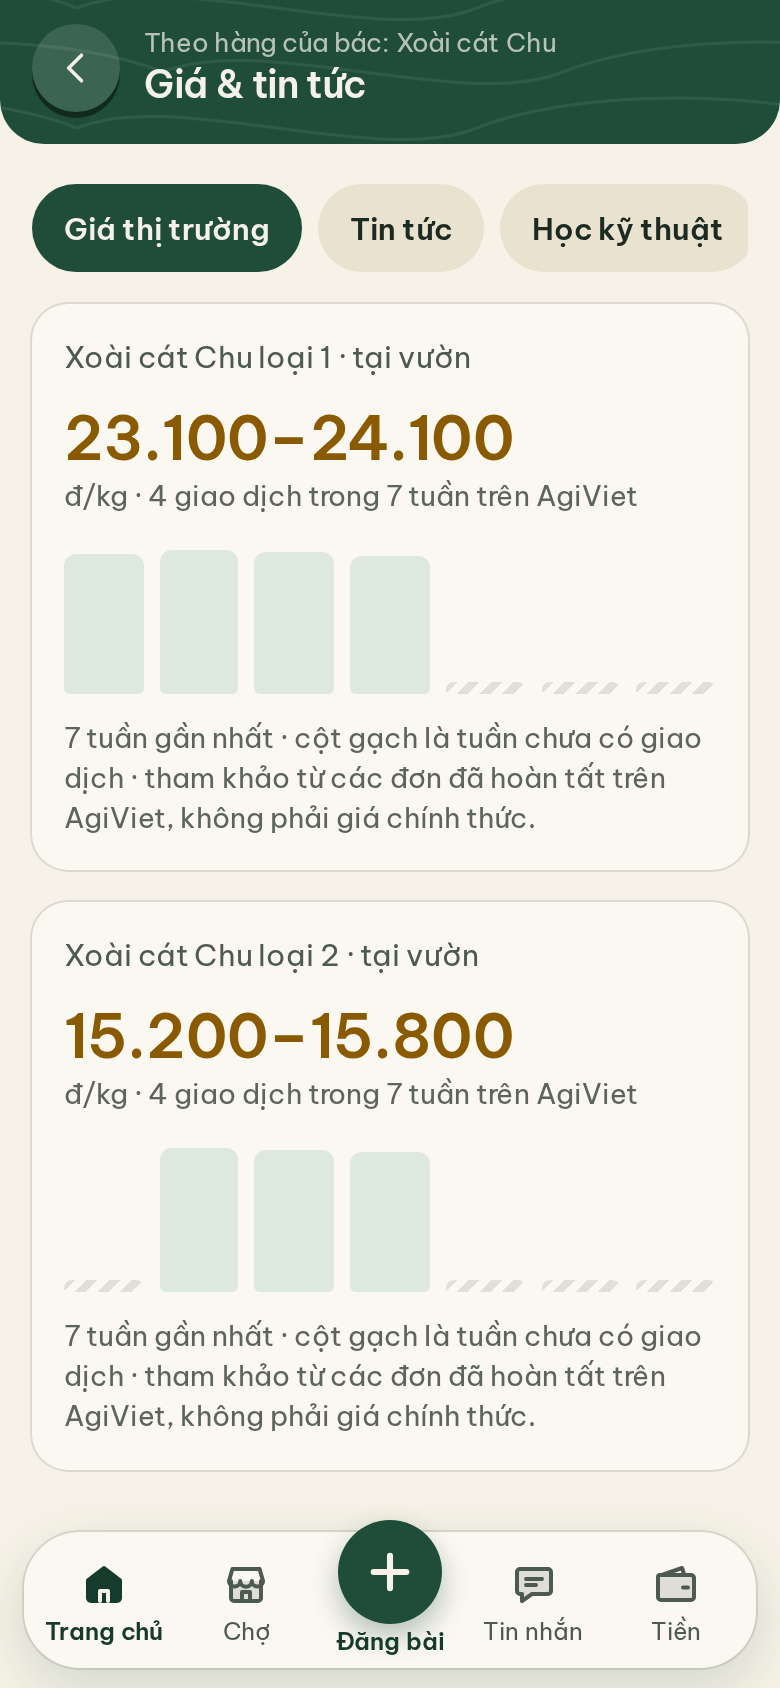 Theo hàng của bác: Xoài cát Chu
Giá & tin tức
Giá thị trường
Tin tức
Học kỹ thuật
Xoài cát Chu loại 1 · tại vườn
23.100–24.100
đ/kg · 4 giao dịch trong 7 tuần trên AgiViet
7 tuần gần nhất · cột gạch là tuần chưa có giao
dịch · tham khảo từ các đơn đã hoàn tất trên
AgiViet, không phải giá chính thức.
Xoài cát Chu loại 2 · tại vườn
15.200–15.800
đ/kg · 4 giao dịch trong 7 tuần trên AgiViet
7 tuần gần nhất · cột gạch là tuần chưa có giao
dịch · tham khảo từ các đơn đã hoàn tất trên
AgiViet, không phải giá chính thức.
Trang chủ
Chợ
Đăng bài
Tin nhắn
Tiền